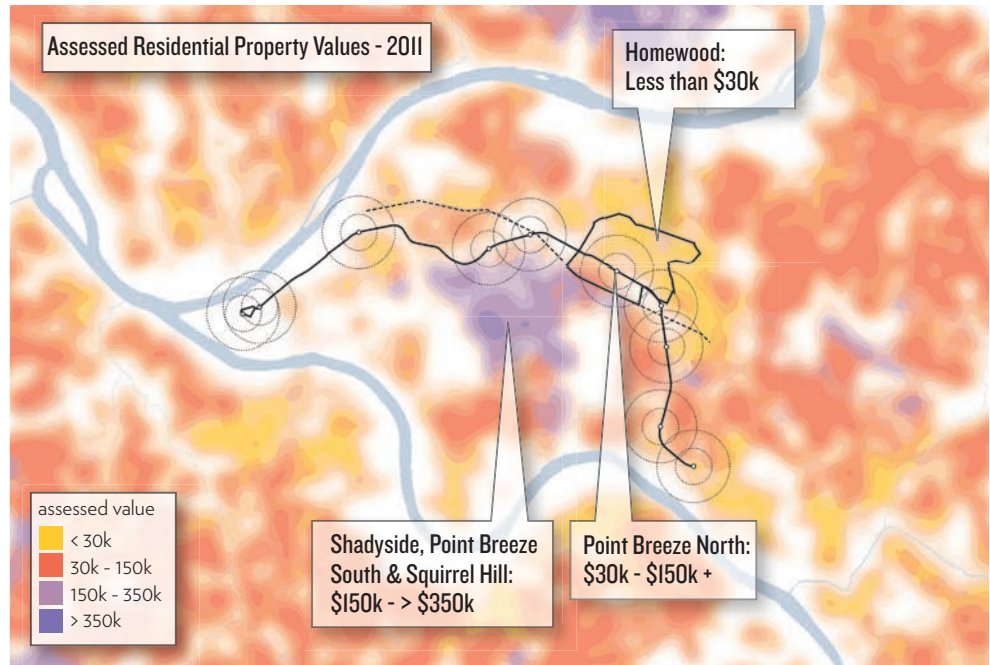 Assessed Residential Property Values - 2011
Homewood:
Less than $30k
assessed value
< 30k
30k - 150k
150k - 350k
> 350k
Shadyside, Point Breeze
South & Squirrel Hill:
$150k - > $350k
Point Breeze North:
$30k - $150k +